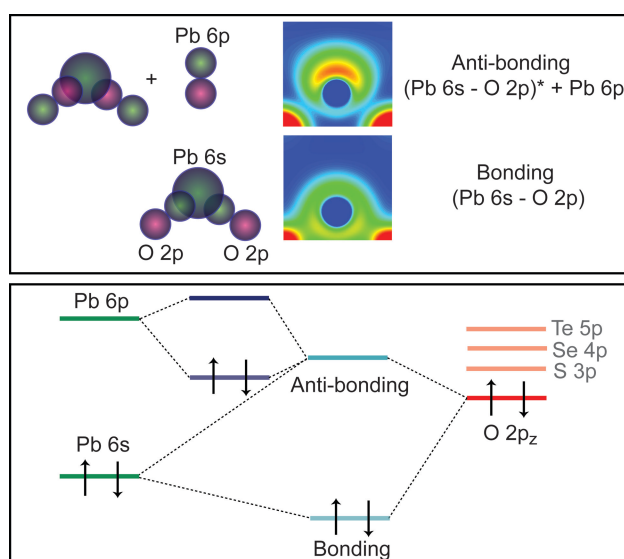 Pb 6p
+
Anti-bonding
(Pb 6s - O 2p)* + Pb 6p
Pb 6s
Bonding
(Pb 6s - O 2p)
O 2p
O 2p
Pb 6p
Te 5p
Se 4p
S 3p
Anti-bonding
Pb 6s
O 2pz
Bonding